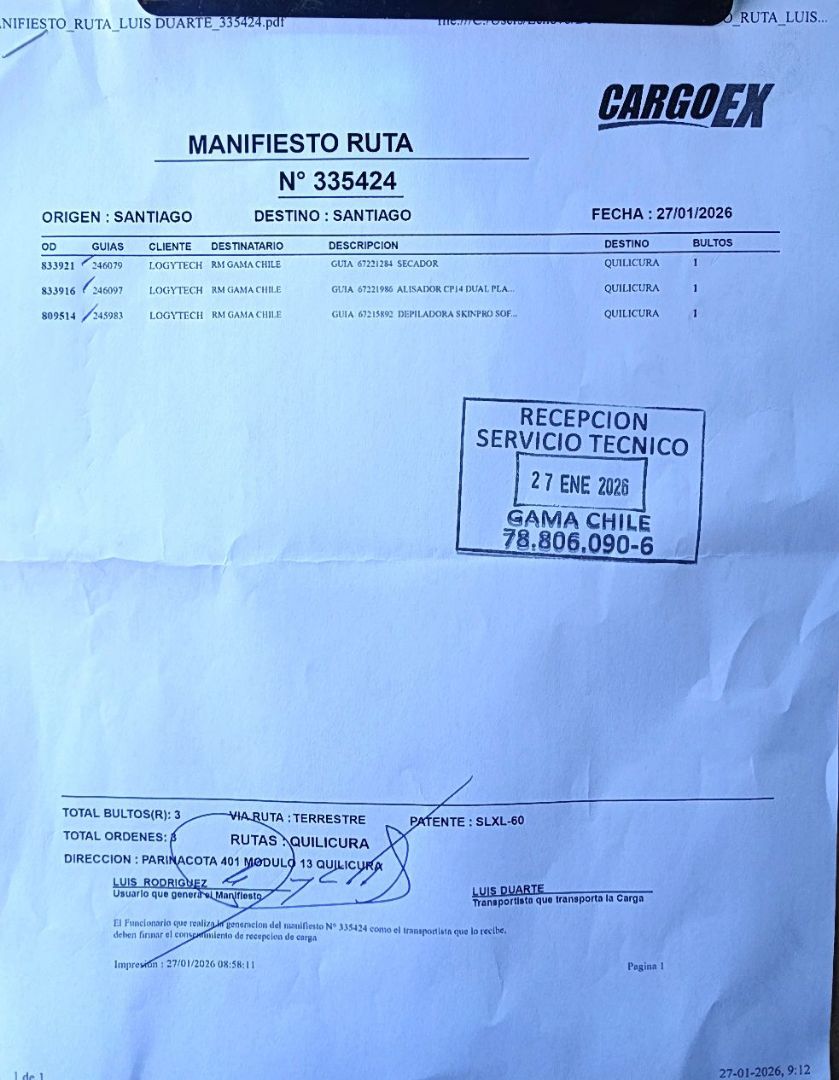 NIFIESTO_RUTA_LUIS DUARTE_335424.pdf
O_RUTA_LUIS...
CARGOEX
MANIFIESTO RUTA
N° 335424
ORIGEN : SANTIAGO DESTINO : SANTIAGO FECHA : 27/01/2026
OD GUIAS CLIENTE DESTINATARIO DESCRIPCION DESTINO BULTOS
833921 246079 LOGYTECH RM GAMA CHILE GUIA 67221284 SECADOR QUILICURA 1
833916 246097 LOGYTECH RM GAMA CHILE GUIA 67221986 ALISADOR CP14 DUAL PLA... QUILICURA 1
809514 245983 LOGYTECH RM GAMA CHILE GUIA 67215892 DEPILADORA SKINPRO SOF... QUILICURA 1
RECEPCION
SERVICIO TECNICO
27 ENE 2026
GAMA CHILE
78.806.090-6
TOTAL BULTOS(R): 3 VIA RUTA : TERRESTRE PATENTE : SLXL-60
TOTAL ORDENES: 3 RUTAS : QUILICURA
DIRECCION : PARINACOTA 401 MODULO 13 QUILICURA
LUIS RODRIGUEZ LUIS DUARTE
Usuario que genera el Manifiesto Transportista que transporta la Carga
El Funcionario que realiza la generacion del manifiesto N° 335424 como el transportista que lo recibe,
deben firmar el consentimiento de recepcion de carga
Impresión : 27/01/2026 08:58:11 Pagina 1
1 de 1 27-01-2026, 9:12